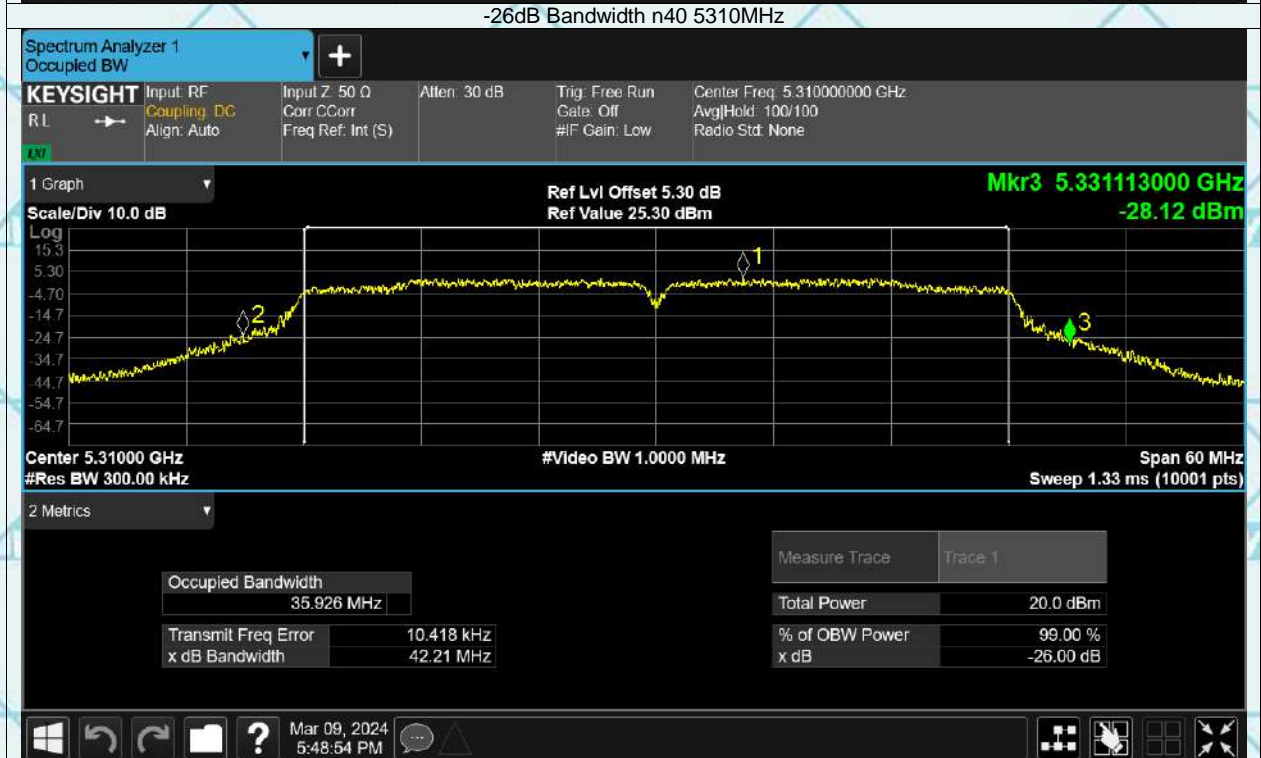 -26dB Bandwidth n40 5310MHz
Spectrum Analyzer 1
Occupied BW
KEYSIGHT
RL
LXI
Input: RF
Coupling: DC
Align: Auto
Input Z: 50 Ω
Corr CCorr
Freq Ref: Int (S)
Atten: 30 dB
Trig: Free Run
Gate: Off
#IF Gain: Low
Center Freq: 5.310000000 GHz
Avg|Hold: 100/100
Radio Std: None
1 Graph
Scale/Div 10.0 dB
Ref Lvl Offset 5.30 dB
Ref Value 25.30 dBm
Mkr3 5.331113000 GHz
-28.12 dBm
Log
15.3
5.30
-4.70
-14.7
-24.7
-34.7
-44.7
-54.7
-64.7
1
2
3
Center 5.31000 GHz
#Res BW 300.00 kHz
#Video BW 1.0000 MHz
Span 60 MHz
Sweep 1.33 ms (10001 pts)
2 Metrics
Occupied Bandwidth
35.926 MHz
Transmit Freq Error 10.418 kHz
x dB Bandwidth 42.21 MHz
Measure Trace Trace 1
Total Power 20.0 dBm
% of OBW Power 99.00 %
x dB -26.00 dB
?
Mar 09, 2024
5:48:54 PM